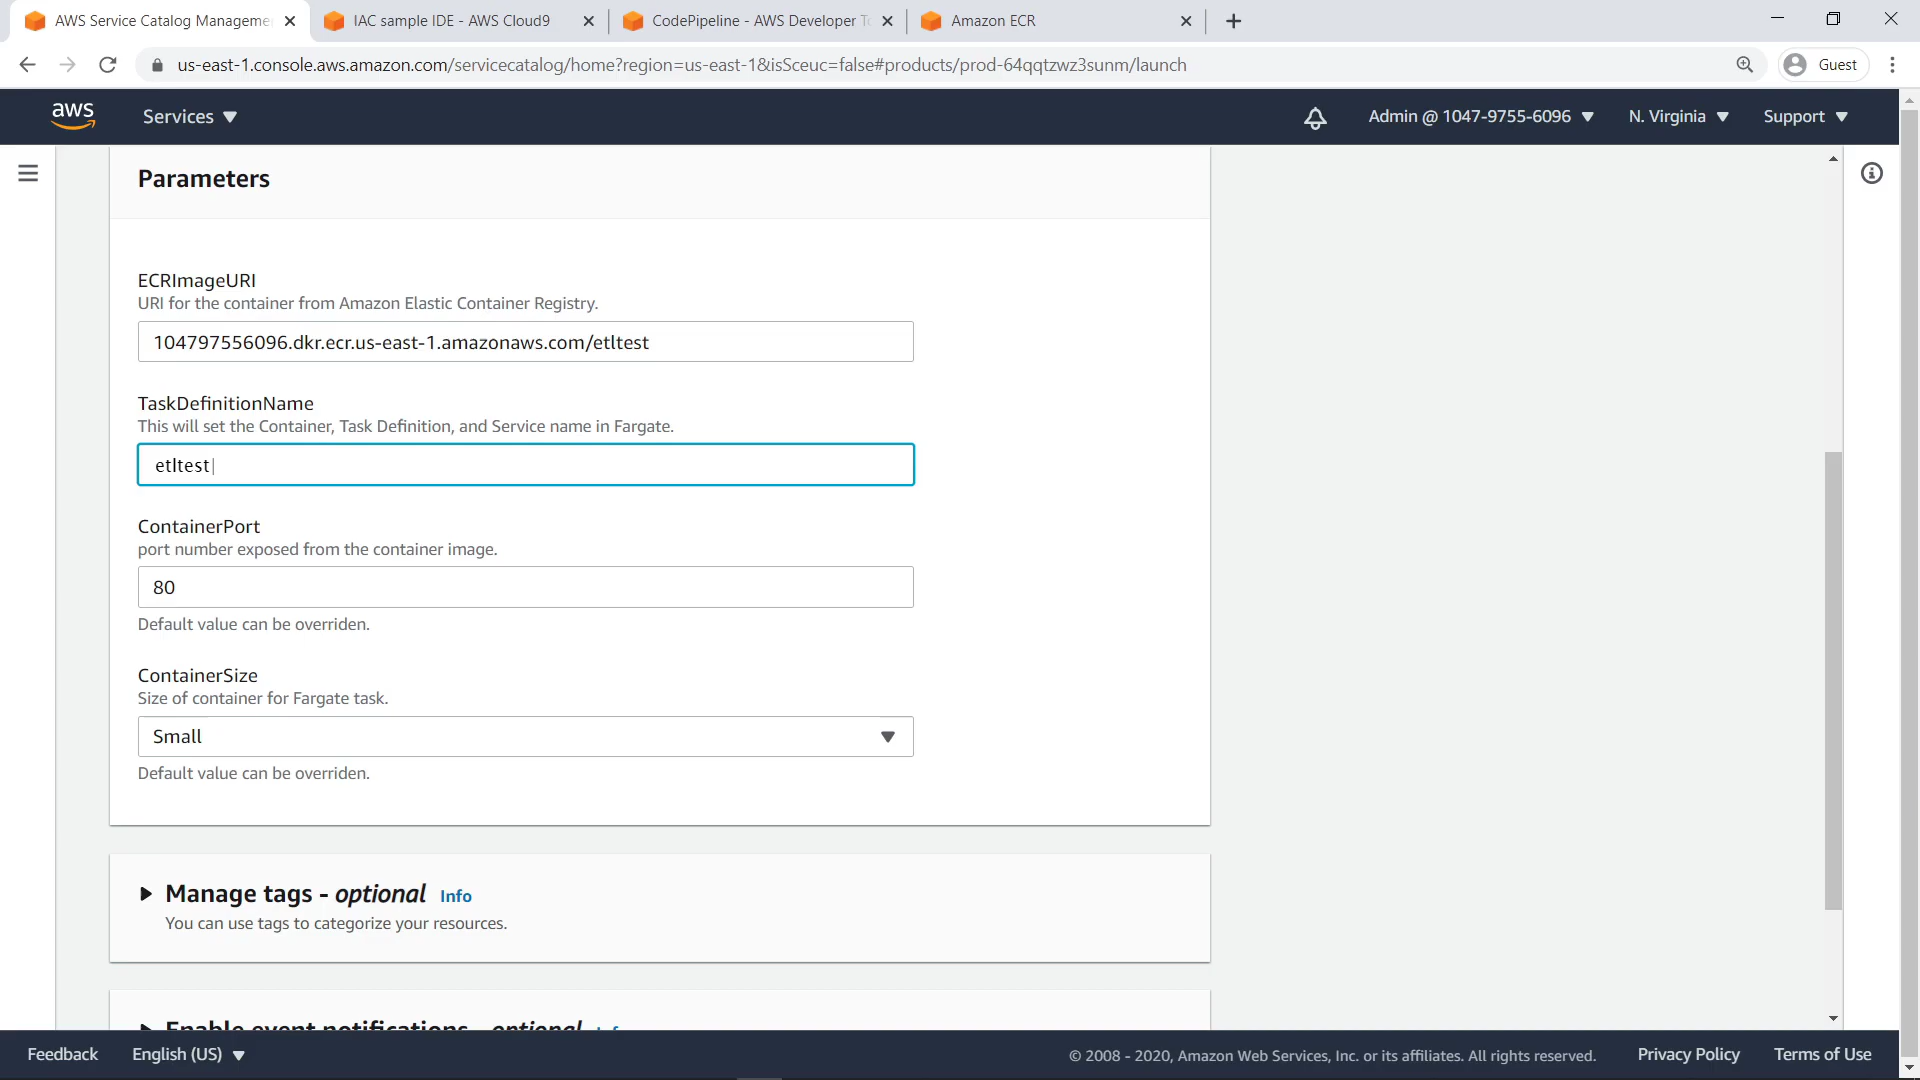 AWS Service Catalog Manageme
IAC sample IDE - AWS Cloud9
CodePipeline - AWS Developer To
Amazon ECR
us-east-1.console.aws.amazon.com/servicecatalog/home?region=us-east-1&isSceuc=false#products/prod-64qqtzwz3sunm/launch
Guest
aws
Services
Admin @ 1047-9755-6096
N. Virginia
Support
Parameters
ECRImageURI
URI for the container from Amazon Elastic Container Registry.
104797556096.dkr.ecr.us-east-1.amazonaws.com/etltest
TaskDefinitionName
This will set the Container, Task Definition, and Service name in Fargate.
etltest
ContainerPort
port number exposed from the container image.
80
Default value can be overriden.
ContainerSize
Size of container for Fargate task.
Small
Default value can be overriden.
Manage tags - optional Info
You can use tags to categorize your resources.
Enable event notifications - optional Info
Feedback
English (US)
© 2008 - 2020, Amazon Web Services, Inc. or its affiliates. All rights reserved.
Privacy Policy
Terms of Use